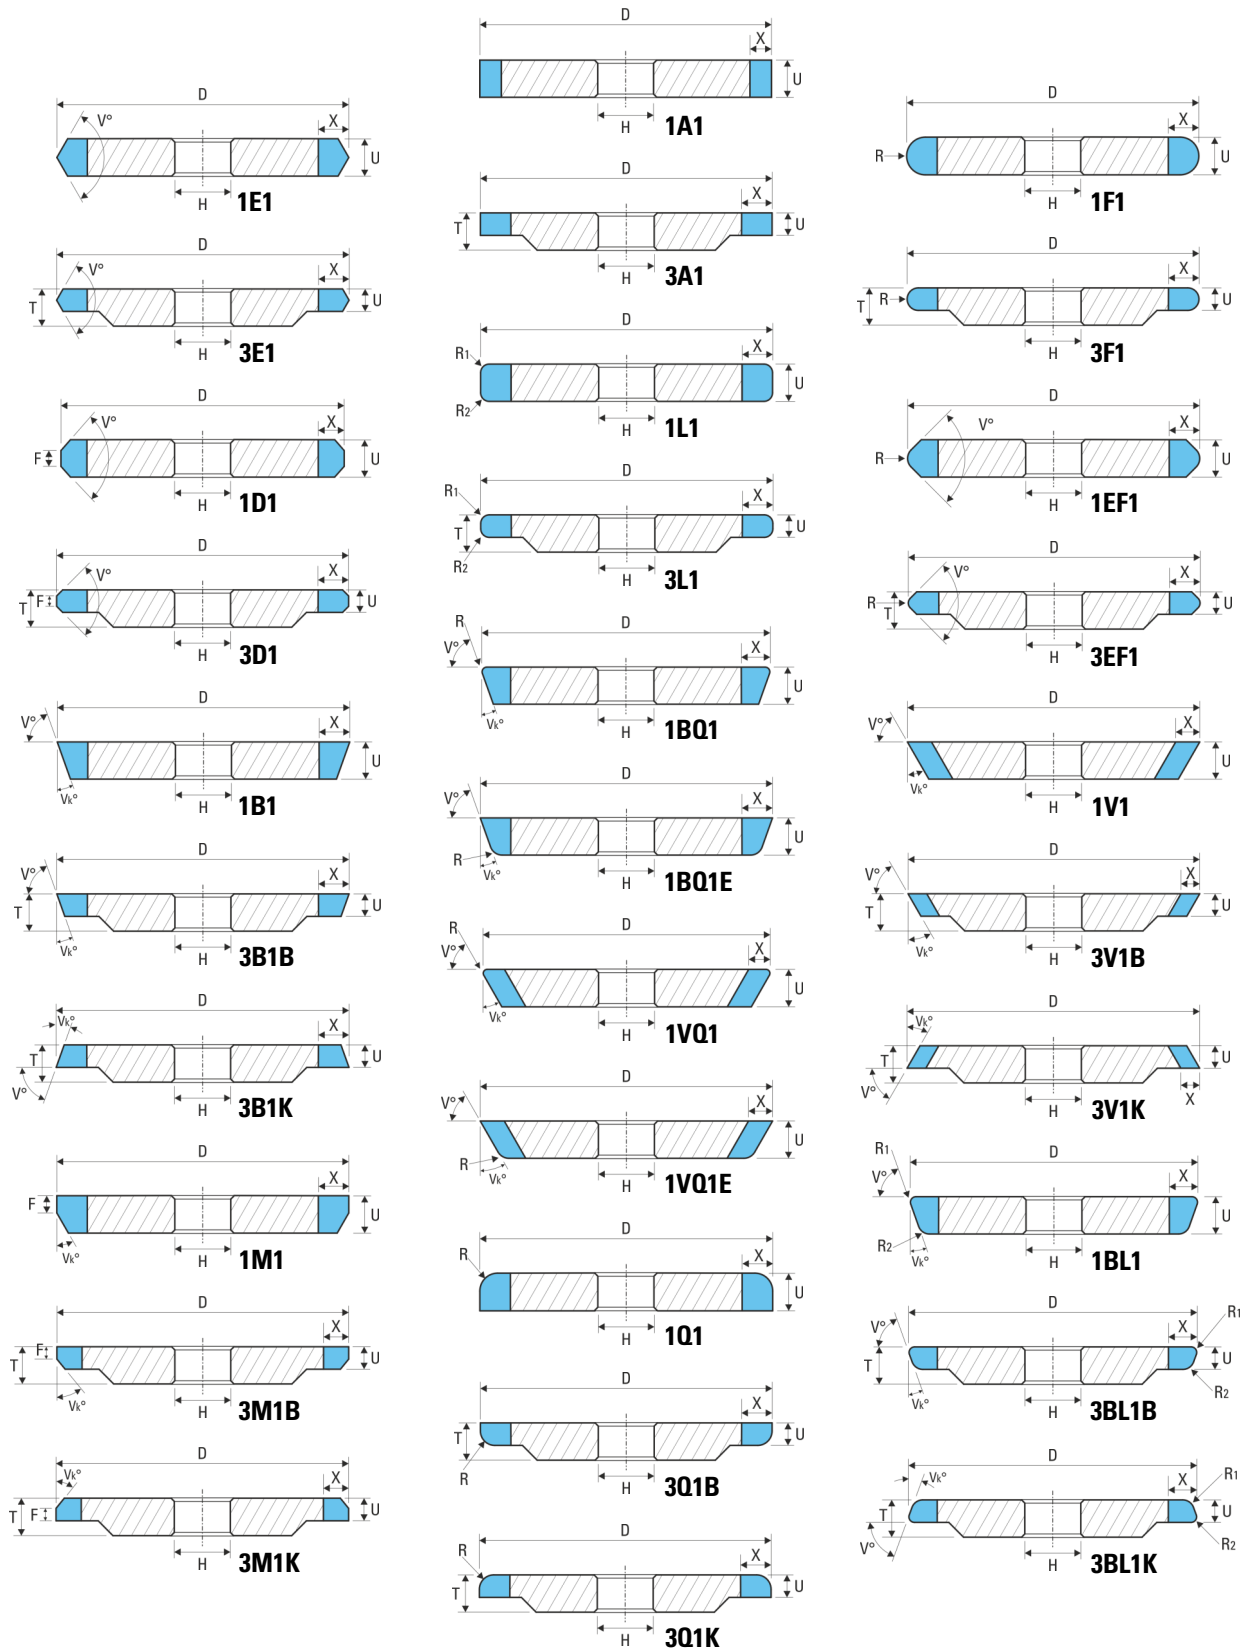 D
V°
X
U
H
1E1
D
V°
X
T
U
H
3E1
D
V°
X
F
U
H
1D1
D
V°
X
T
F
U
H
3D1
D
V°
X
U
Vk°
H
1B1
D
V°
X
T
U
Vk°
H
3B1B
D
Vk°
X
T
U
V°
H
3B1K
D
X
F
U
Vk°
H
1M1
D
X
F
T
U
Vk°
H
3M1B
D
Vk°
X
T
F
U
H
3M1K
D
X
U
H
1A1
D
X
T
U
H
3A1
D
R1
X
U
R2
H
1L1
D
R1
X
T
U
R2
H
3L1
R
D
V°
X
U
Vk°
H
1BQ1
D
V°
X
U
R
Vk°
H
1BQ1E
R
D
V°
X
U
Vk°
H
1VQ1
D
V°
X
U
R
Vk°
H
1VQ1E
D
R
X
U
H
1Q1
D
X
T
U
R
H
3Q1B
D
R
X
T
U
H
3Q1K
D
X
R
U
H
1F1
D
X
T
R
U
H
3F1
D
V°
X
R
U
H
1EF1
D
V°
X
R
T
U
H
3EF1
D
V°
X
U
Vk°
H
1V1
D
V°
X
T
U
Vk°
H
3V1B
D
Vk°
T
U
V°
X
H
3V1K
R1
D
V°
X
U
R2
Vk°
H
1BL1
D
V°
R1
X
T
U
Vk°
R2
H
3BL1B
D
Vk°
X
R1
T
U
V°
R2
H
3BL1K